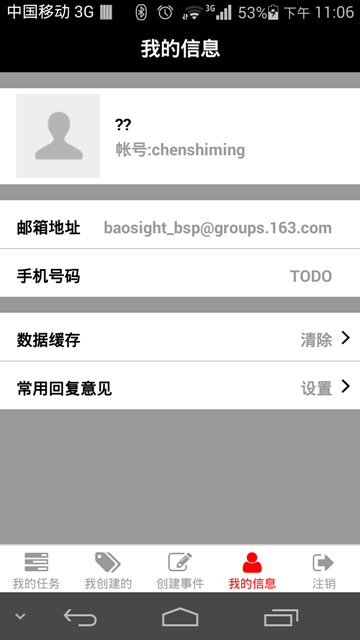 中国移动 3G 3G 53% 下午 11:06
我的信息
??
帐号:chenshiming
邮箱地址 baosight_bsp@groups.163.com
手机号码 TODO
数据缓存 清除
常用回复意见 设置
我的任务 我创建的 创建事件 我的信息 注销